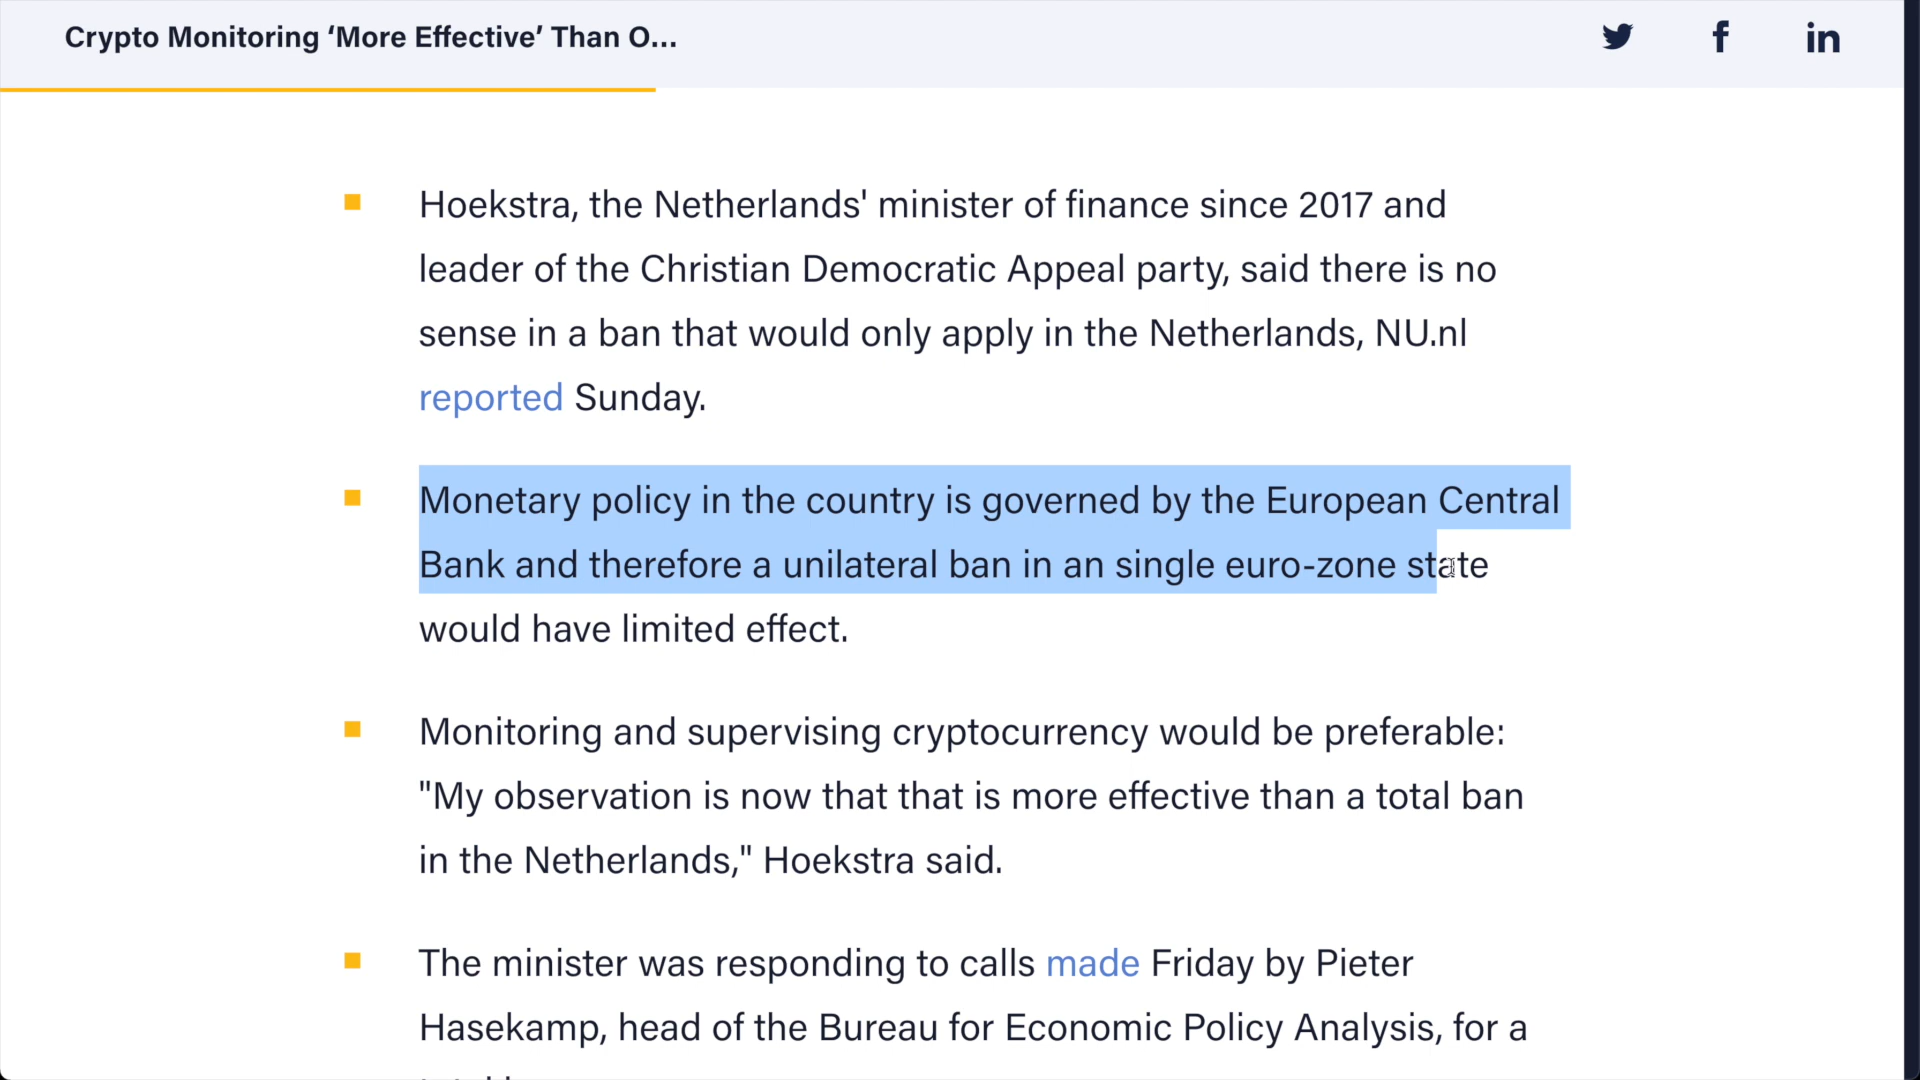 Crypto Monitoring ‘More Effective’ Than O...
Hoekstra, the Netherlands' minister of finance since 2017 and
leader of the Christian Democratic Appeal party, said there is no
sense in a ban that would only apply in the Netherlands, NU.nl
reported Sunday.
Monetary policy in the country is governed by the European Central
Bank and therefore a unilateral ban in an single euro-zone state
would have limited effect.
Monitoring and supervising cryptocurrency would be preferable:
"My observation is now that that is more effective than a total ban
in the Netherlands," Hoekstra said.
The minister was responding to calls made Friday by Pieter
Hasekamp, head of the Bureau for Economic Policy Analysis, for a